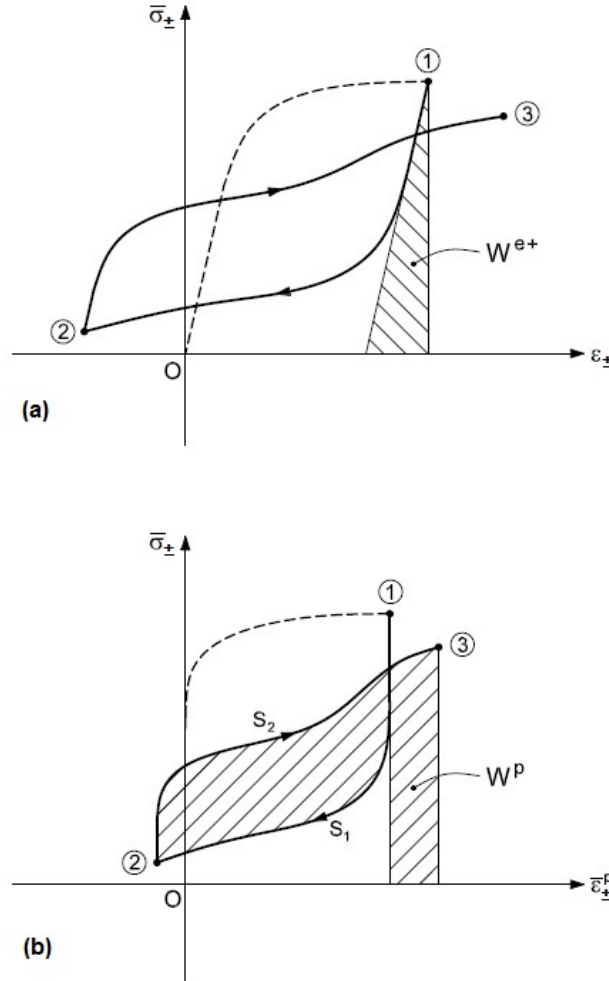 σ̅±
①
③
W^e+
②
O
ε±
(a)
σ̅±
①
③
S₂
W^p
S₁
②
O
ε̅±^p
(b)